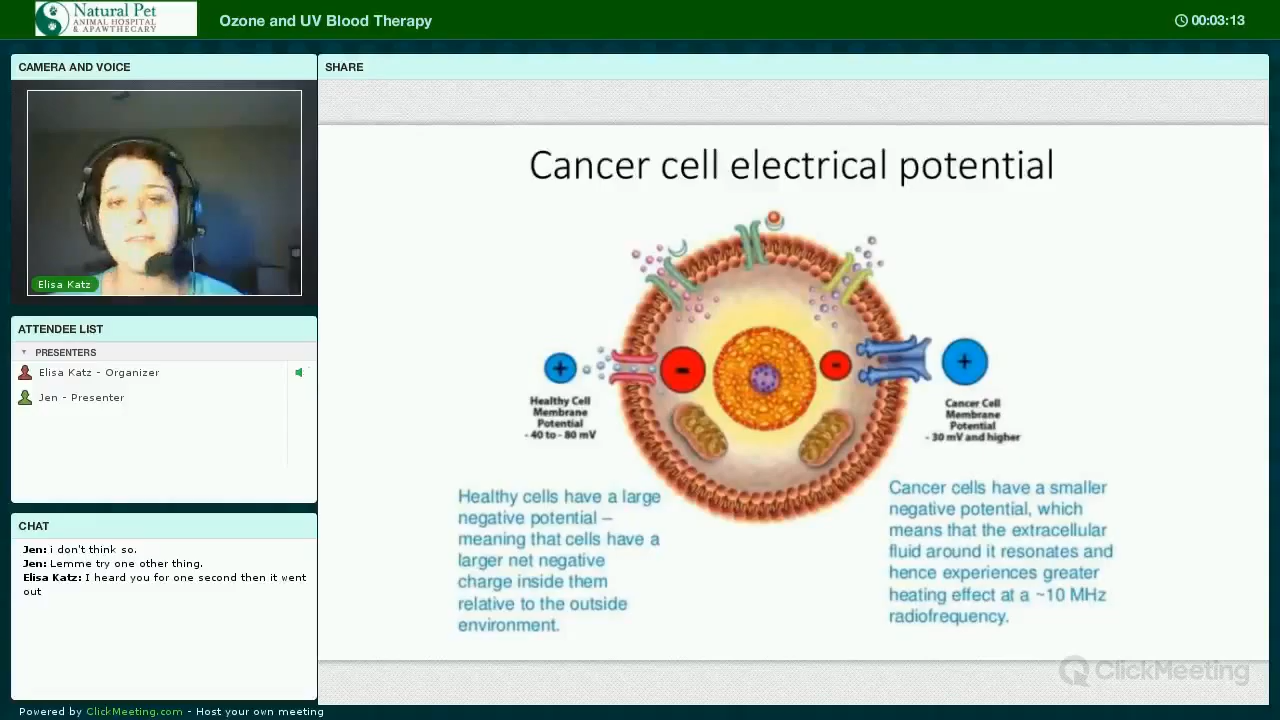 Natural Pet
ANIMAL HOSPITAL
& APAWTHECARY
Ozone and UV Blood Therapy
00:03:13
CAMERA AND VOICE
Elisa Katz
ATTENDEE LIST
PRESENTERS
Elisa Katz - Organizer
Jen - Presenter
CHAT
Jen: i don't think so.
Jen: Lemme try one other thing.
Elisa Katz: I heard you for one second then it went
out
SHARE
Cancer cell electrical potential
+
-
-
+
Healthy Cell
Membrane
Potential
- 40 to - 80 mV
Cancer Cell
Membrane
Potential
- 30 mV and higher
Healthy cells have a large
negative potential –
meaning that cells have a
larger net negative
charge inside them
relative to the outside
environment.
Cancer cells have a smaller
negative potential, which
means that the extracellular
fluid around it resonates and
hence experiences greater
heating effect at a ~10 MHz
radiofrequency.
ClickMeeting
Powered by ClickMeeting.com - Host your own meeting